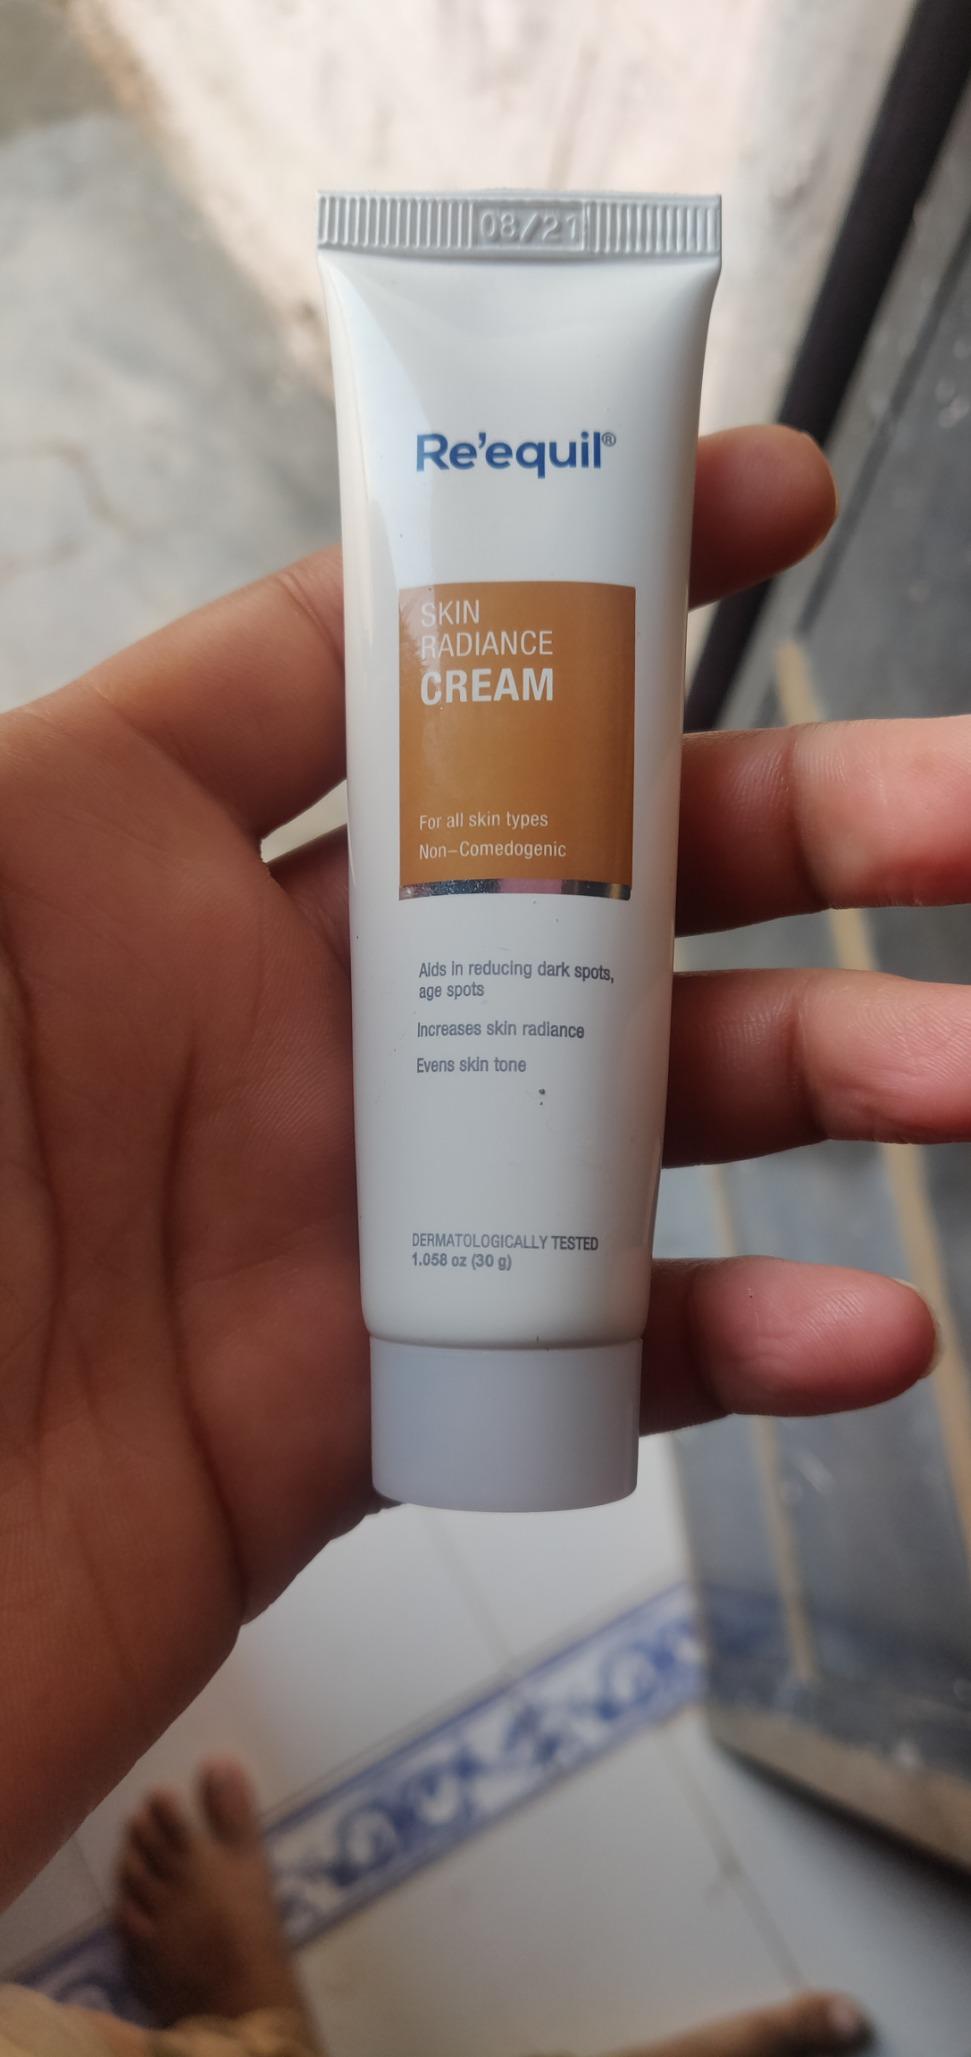 08/21
Re'equil®
SKIN
RADIANCE
CREAM
For all skin types
Non-Comedogenic
Aids in reducing dark spots,
age spots
Increases skin radiance
Evens skin tone
DERMATOLOGICALLY TESTED
1.058 oz (30 g)